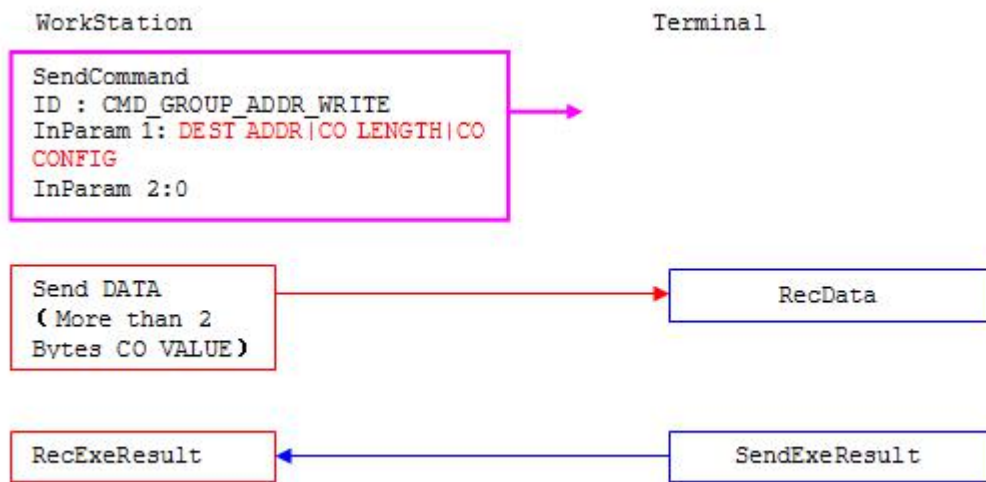 WorkStation
Terminal
SendCommand
ID : CMD_GROUP_ADDR_WRITE
InParam 1: DEST ADDR|CO LENGTH|CO
CONFIG
InParam 2:0
Send DATA
(More than 2
Bytes CO VALUE)
RecData
RecExeResult
SendExeResult